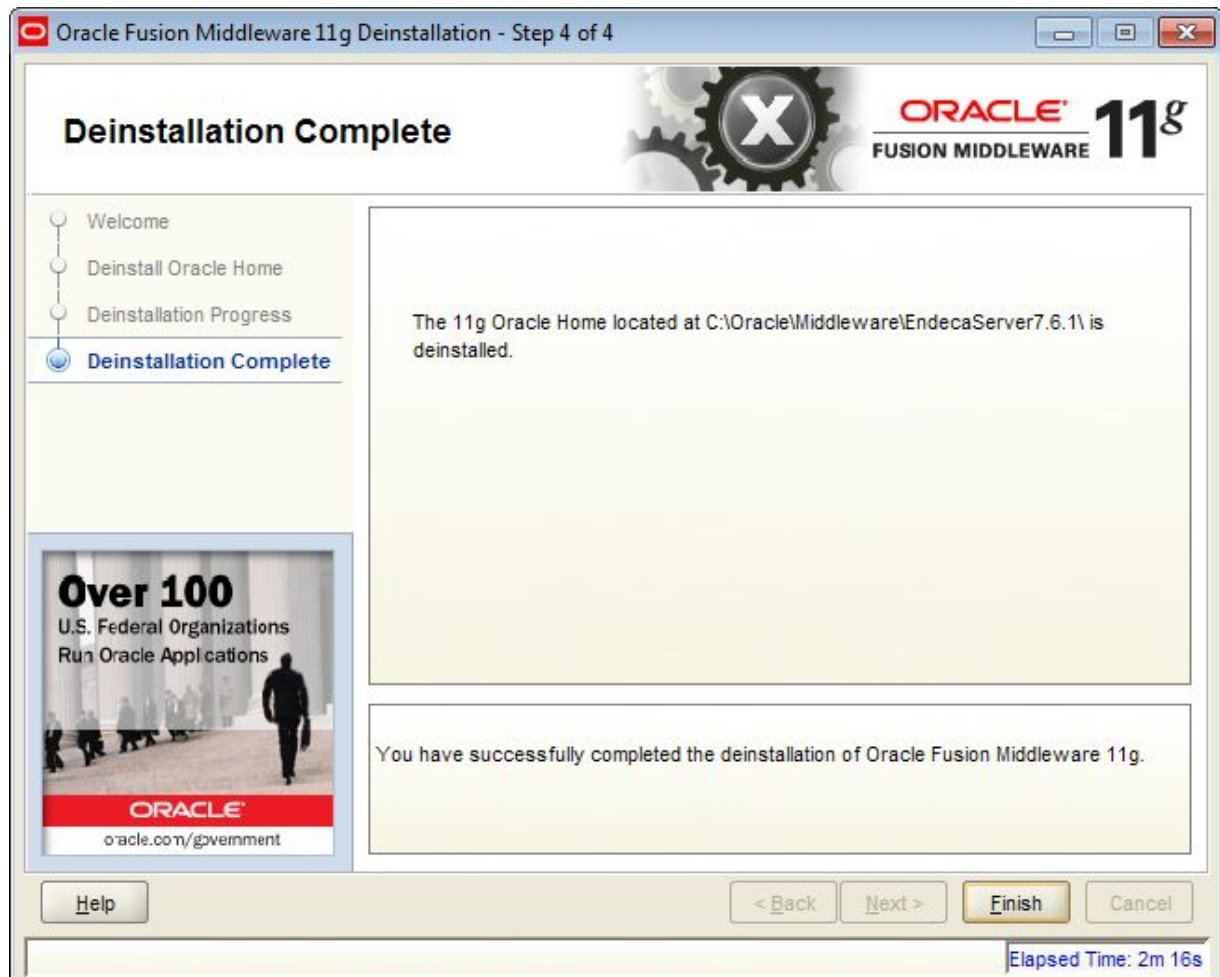 Oracle Fusion Middleware 11g Deinstallation - Step 4 of 4
Deinstallation Complete
X
ORACLE
FUSION MIDDLEWARE
11g
Welcome
Deinstall Oracle Home
Deinstallation Progress
Deinstallation Complete
The 11g Oracle Home located at C:\Oracle\Middleware\EndecaServer7.6.1\ is
deinstalled.
Over 100
U.S. Federal Organizations
Run Oracle Applications
ORACLE
oracle.com/government
You have successfully completed the deinstallation of Oracle Fusion Middleware 11g.
Help
< Back
Next >
Finish
Cancel
Elapsed Time: 2m 16s